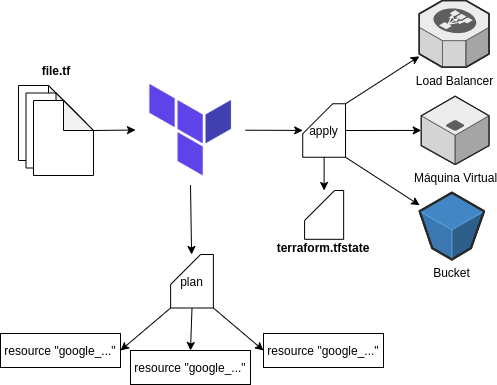 file.tf
Load Balancer
apply
Máquina Virtual
terraform.tfstate
Bucket
plan
resource "google_..."
resource "google_..."
resource "google_..."